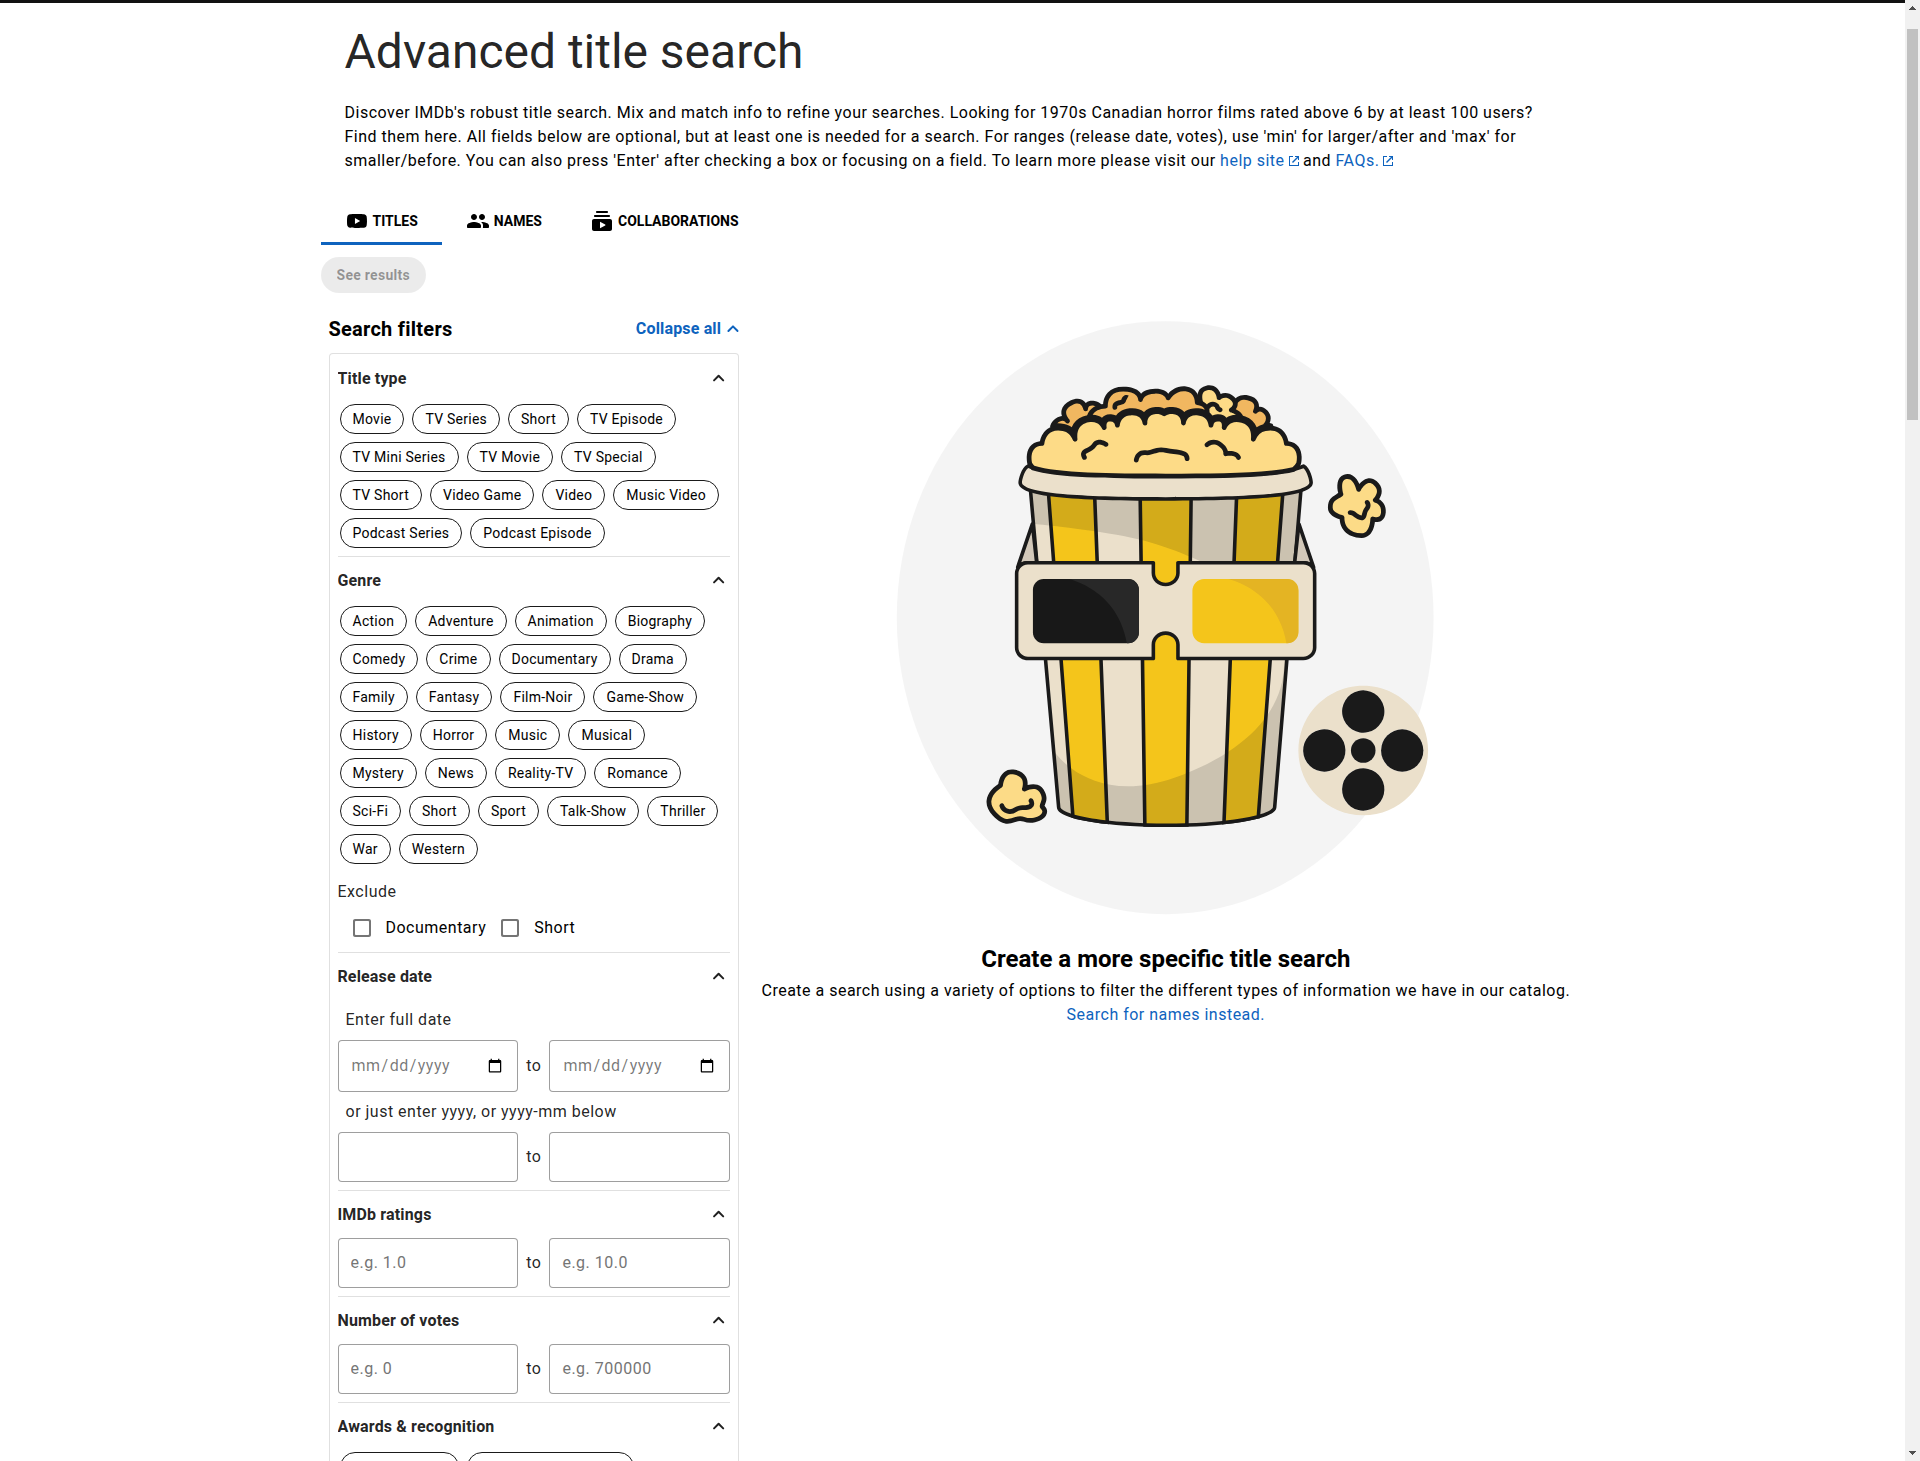 Advanced title search
Discover IMDb's robust title search. Mix and match info to refine your searches. Looking for 1970s Canadian horror films rated above 6 by at least 100 users?
Find them here. All fields below are optional, but at least one is needed for a search. For ranges (release date, votes), use 'min' for larger/after and 'max' for
smaller/before. You can also press 'Enter' after checking a box or focusing on a field. To learn more please visit our help site and FAQs.
TITLES NAMES COLLABORATIONS
See results
Search filters Collapse all
Title type
Movie TV Series Short TV Episode
TV Mini Series TV Movie TV Special
TV Short Video Game Video Music Video
Podcast Series Podcast Episode
Genre
Action Adventure Animation Biography
Comedy Crime Documentary Drama
Family Fantasy Film-Noir Game-Show
History Horror Music Musical
Mystery News Reality-TV Romance
Sci-Fi Short Sport Talk-Show Thriller
War Western
Exclude
Documentary Short
Release date
Enter full date
mm/dd/yyyy to mm/dd/yyyy
or just enter yyyy, or yyyy-mm below
to
IMDb ratings
e.g. 1.0 to e.g. 10.0
Number of votes
e.g. 0 to e.g. 700000
Awards & recognition
Create a more specific title search
Create a search using a variety of options to filter the different types of information we have in our catalog.
Search for names instead.